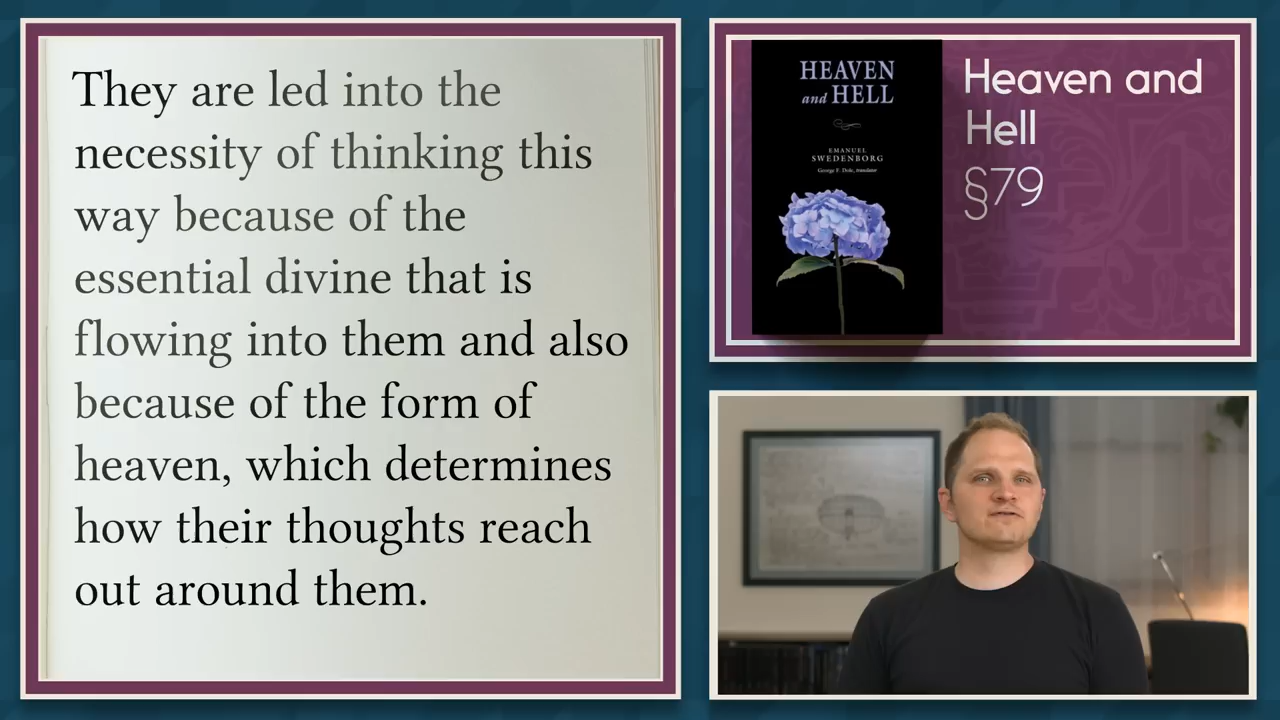 They are led into the
necessity of thinking this
way because of the
essential divine that is
flowing into them and also
because of the form of
heaven, which determines
how their thoughts reach
out around them.
HEAVEN
and HELL
EMANUEL
SWEDENBORG
George F. Dole, translator
Heaven and
Hell
§79